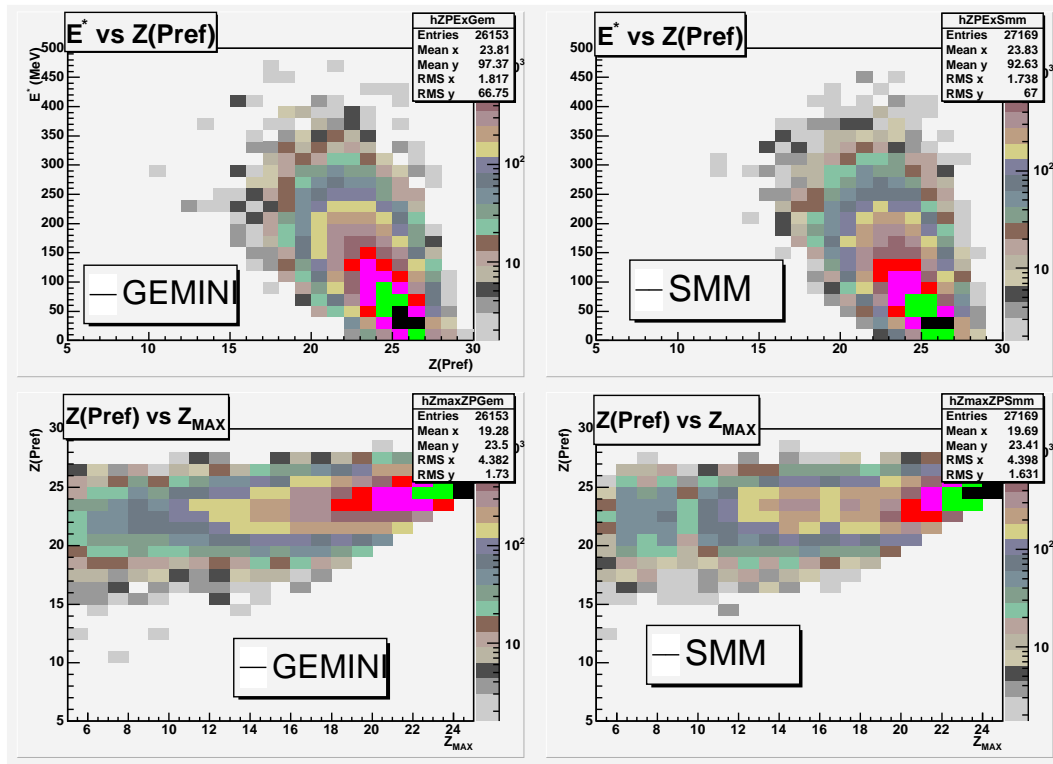 E* vs Z(Pref)
hZPExGem
Entries 26153
Mean x 23.81
Mean y 97.37
RMS x 1.817
RMS y 66.75
E* (MeV)
500
450
400
350
300
250
200
150
100
50
0
5 10 15 20 25 30
Z(Pref)
GEMINI
10³
10²
10
E* vs Z(Pref)
hZPExSmm
Entries 27169
Mean x 23.83
Mean y 92.63
RMS x 1.738
RMS y 67
500
450
400
350
300
250
200
150
100
50
0
5 10 15 20 25 30
SMM
10³
10²
10
Z(Pref) vs Z_MAX
hZmaxZPGem
Entries 26153
Mean x 19.28
Mean y 23.5
RMS x 4.382
RMS y 1.73
Z(Pref)
30
25
20
15
10
5
6 8 10 12 14 16 18 20 22 24
Z_MAX
GEMINI
10³
10²
10
Z(Pref) vs Z_MAX
hZmaxZPSmm
Entries 27169
Mean x 19.69
Mean y 23.41
RMS x 4.398
RMS y 1.631
Z(Pref)
30
25
20
15
10
5
6 8 10 12 14 16 18 20 22 24
Z_MAX
SMM
10³
10²
10